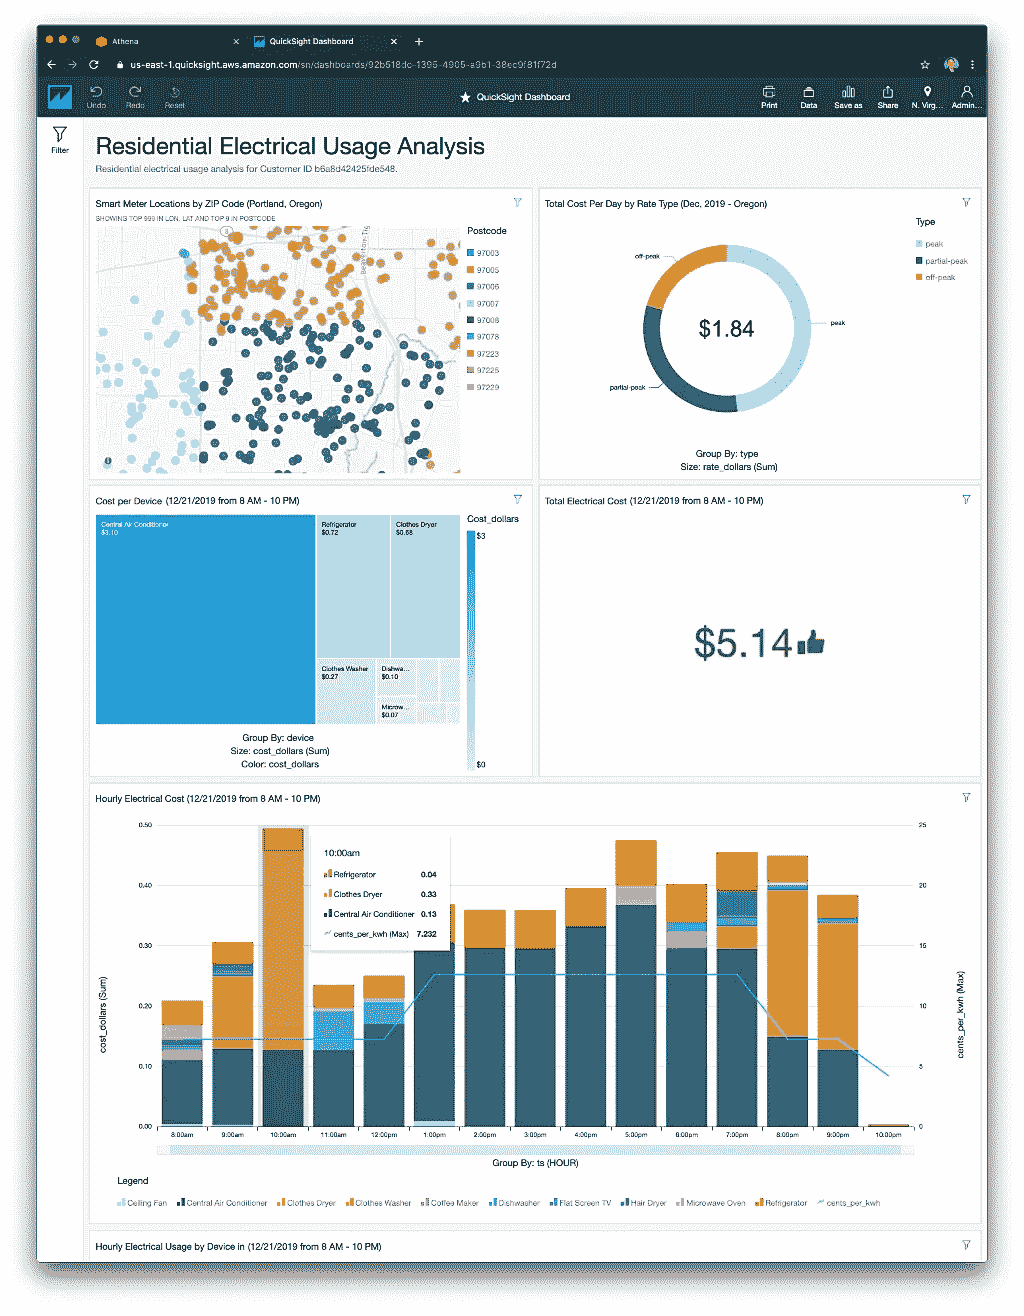 Athena
QuickSight Dashboard
us-east-1.quicksight.aws.amazon.com/sn/dashboards/92b518dc-1395-4905-a9b1-38ec9f81f72d
Undo
Redo
Reset
QuickSight Dashboard
Print
Data
Save as
Share
N. Virg...
Admin...
Filter
Residential Electrical Usage Analysis
Residential electrical usage analysis for Customer ID b6a8d42425fde548.
Smart Meter Locations by ZIP Code (Portland, Oregon)
SHOWING TOP 999 IN LON, LAT AND TOP 9 IN POSTCODE
Postcode
97003
97005
97006
97007
97008
97078
97223
97225
97229
Total Cost Per Day by Rate Type (Dec, 2019 - Oregon)
Type
peak
partial-peak
off-peak
off-peak
$1.84
peak
partial-peak
Group By: type
Size: rate_dollars (Sum)
Cost per Device (12/21/2019 from 8 AM - 10 PM)
Central Air Conditioner
$3.10
Refrigerator
$0.72
Clothes Dryer
$0.68
Clothes Washer
$0.27
Dishwa...
$0.10
Microw...
$0.07
Cost_dollars
$3
$0
Group By: device
Size: cost_dollars (Sum)
Color: cost_dollars
Total Electrical Cost (12/21/2019 from 8 AM - 10 PM)
$5.14
Hourly Electrical Cost (12/21/2019 from 8 AM - 10 PM)
cost_dollars (Sum)
0.50
0.40
0.30
0.20
0.10
0.00
10:00am
Refrigerator 0.04
Clothes Dryer 0.33
Central Air Conditioner 0.13
cents_per_kwh (Max) 7.232
25
20
15
10
5
0
cents_per_kwh (Max)
8:00am
9:00am
10:00am
11:00am
12:00pm
1:00pm
2:00pm
3:00pm
4:00pm
5:00pm
6:00pm
7:00pm
8:00pm
9:00pm
10:00pm
Group By: ts (HOUR)
Legend
Ceiling Fan
Central Air Conditioner
Clothes Dryer
Clothes Washer
Coffee Maker
Dishwasher
Flat Screen TV
Hair Dryer
Microwave Oven
Refrigerator
cents_per_kwh
Hourly Electrical Usage by Device in (12/21/2019 from 8 AM - 10 PM)